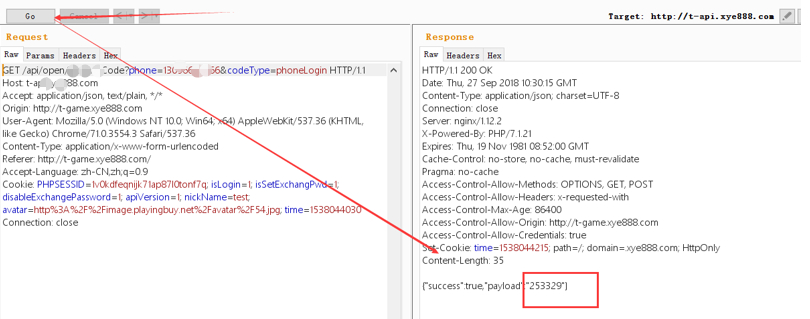 Go
Cancel
< ▾
> ▾
Target: http://t-api.xye888.com
Request
Raw Params Headers Hex
GET /api/open/ Code?phone= &codeType=phoneLogin HTTP/1.1
Host: .com
Accept: application/json, text/plain, */*
Origin: http://t-game.xye888.com
User-Agent: Mozilla/5.0 (Windows NT 10.0; Win64; x64) AppleWebKit/537.36 (KHTML,
like Gecko) Chrome/71.0.3554.3 Safari/537.36
Content-Type: application/x-www-form-urlencoded
Referer: http://t-game.xye888.com/
Accept-Language: zh-CN,zh;q=0.9
Cookie: PHPSESSID=lv0kdfeqnijk71ap87l0tonf7q; isLogin=1; isSetExchangPwd=1;
disableExchangePassword=1; apiVersion=1; nickName=test;
avatar=http%3A%2F%2Fimage.playingbuy.net%2Favatar%2F54.jpg; time=1538044030
Connection: close
Response
Raw Headers Hex
HTTP/1.1 200 OK
Date: Thu, 27 Sep 2018 10:30:15 GMT
Content-Type: application/json; charset=UTF-8
Connection: close
Server: nginx/1.12.2
X-Powered-By: PHP/7.1.21
Expires: Thu, 19 Nov 1981 08:52:00 GMT
Cache-Control: no-store, no-cache, must-revalidate
Pragma: no-cache
Access-Control-Allow-Methods: OPTIONS, GET, POST
Access-Control-Allow-Headers: x-requested-with
Access-Control-Max-Age: 86400
Access-Control-Allow-Origin: http://t-game.xye888.com
Access-Control-Allow-Credentials: true
Set-Cookie: time=1538044215; path=/; domain=.xye888.com; HttpOnly
Content-Length: 35
{"success":true,"payload":"253329"}